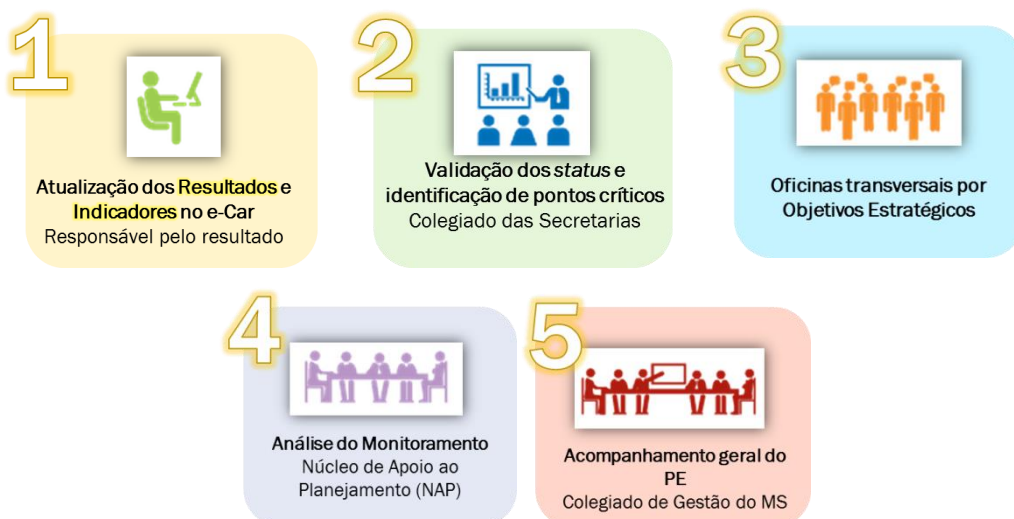 1
Atualização dos Resultados e
Indicadores no e-Car
Responsável pelo resultado
2
Validação dos status e
identificação de pontos críticos
Colegiado das Secretarias
3
Oficinas transversais por
Objetivos Estratégicos
4
Análise do Monitoramento
Núcleo de Apoio ao
Planejamento (NAP)
5
Acompanhamento geral do
PE
Colegiado de Gestão do MS